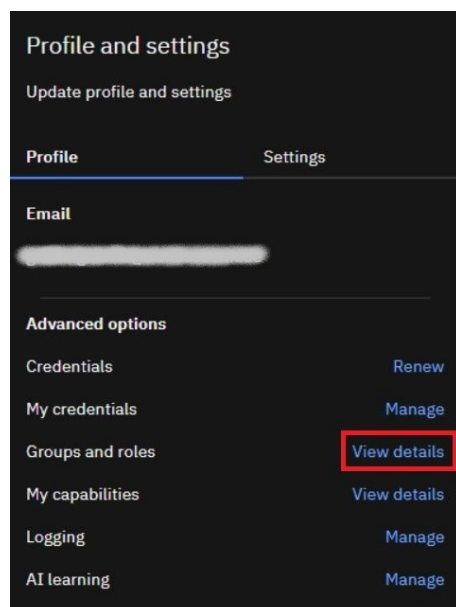 Profile and settings
Update profile and settings
Profile Settings
Email
Advanced options
Credentials Renew
My credentials Manage
Groups and roles View details
My capabilities View details
Logging Manage
AI learning Manage